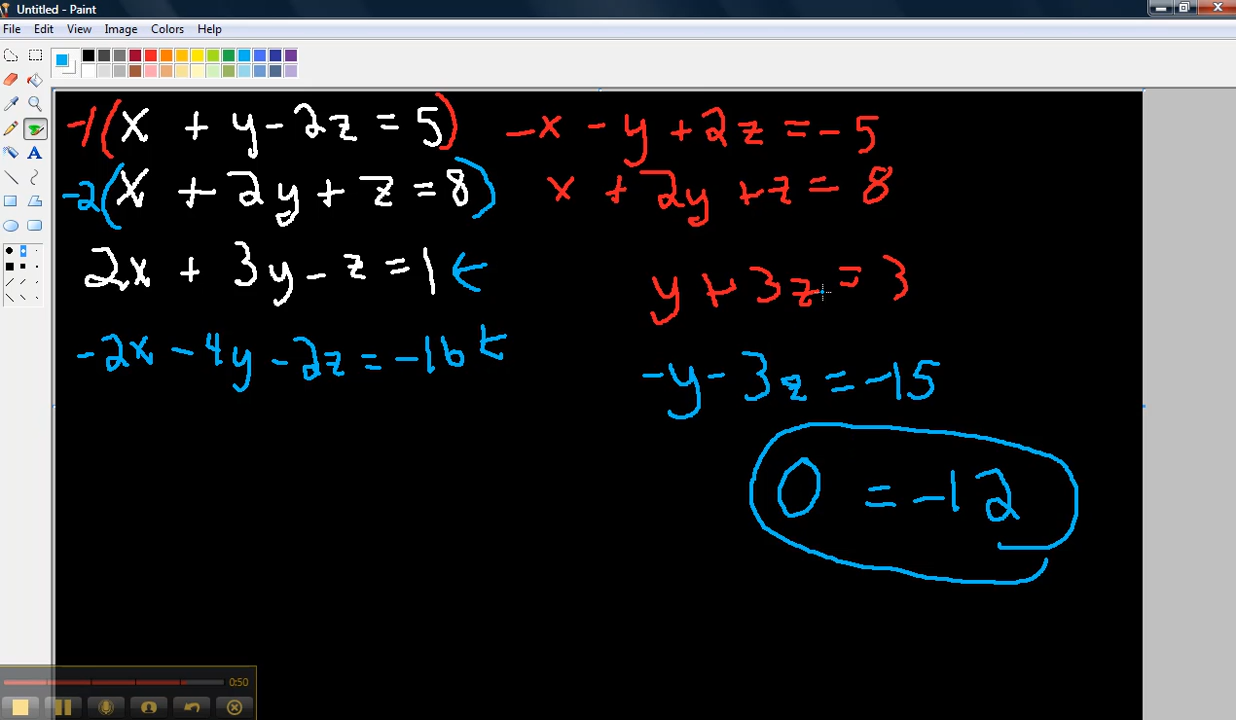 Untitled - Paint
File Edit View Image Colors Help
-1(x + y - 2z = 5)
-2(x + 2y + z = 8)
2x + 3y - z = 1 ←
-2x - 4y - 2z = -16 ←
-x - y + 2z = -5
x + 2y + z = 8
y + 3z = 3
-y - 3z = -15
0 = -12
0:50